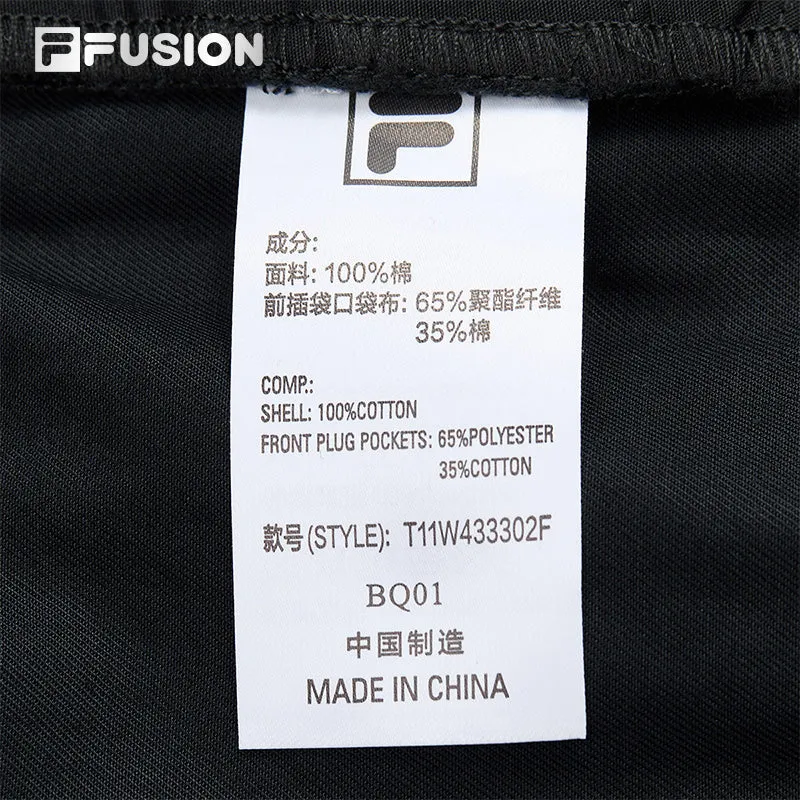 FUSION
成分:
面料: 100%棉
前插袋口袋布: 65%聚酯纤维
35%棉
COMP.:
SHELL: 100%COTTON
FRONT PLUG POCKETS: 65%POLYESTER
35%COTTON
款号(STYLE): T11W433302F
BQ01
中国制造
MADE IN CHINA